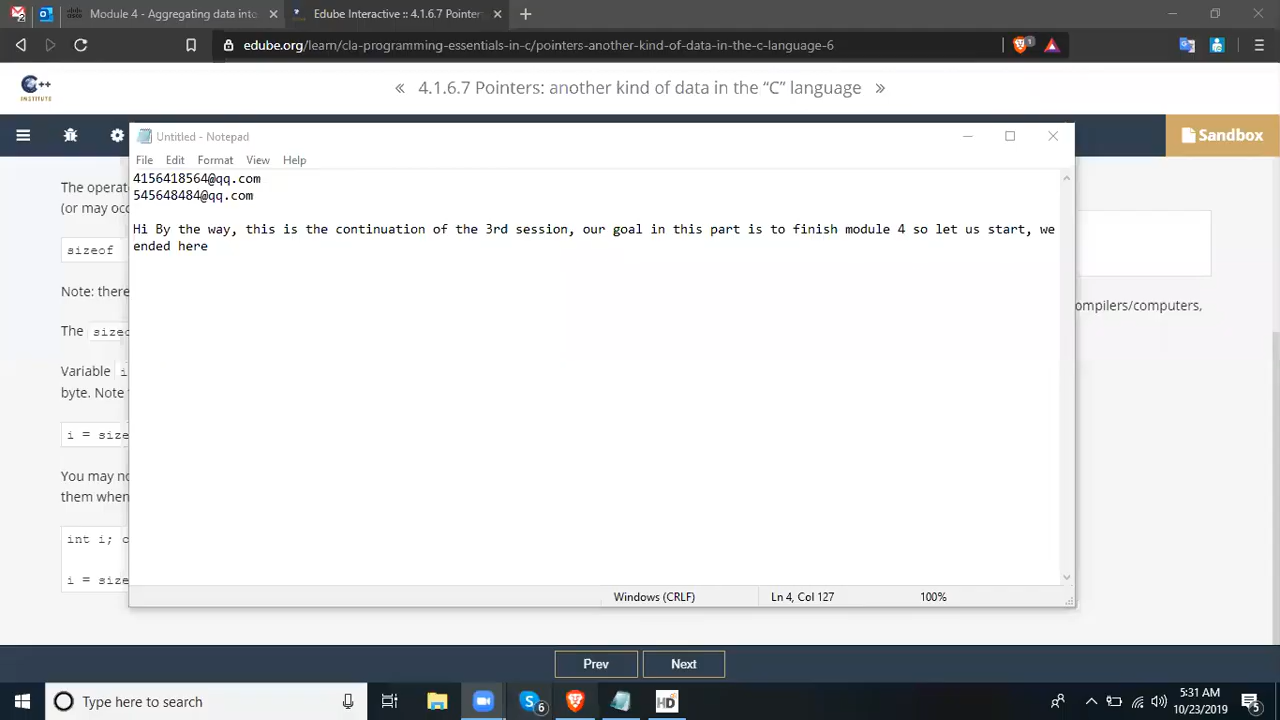 Module 4 - Aggregating data into
Edube Interactive :: 4.1.6.7 Pointer
edube.org/learn/cla-programming-essentials-in-c/pointers-another-kind-of-data-in-the-c-language-6
C++
INSTITUTE
« 4.1.6.7 Pointers: another kind of data in the “C” language »
Sandbox
Untitled - Notepad
File Edit Format View Help
4156418564@qq.com
545648484@qq.com
Hi By the way, this is the continuation of the 3rd session, our goal in this part is to finish module 4 so let us start, we
ended here
The operat
(or may occ
sizeof
Note: there
ompilers/computers,
The sizeo
Variable i
byte. Note
i = size
You may no
them when
int i; c
i = size
Windows (CRLF) Ln 4, Col 127 100%
Prev Next
Type here to search
S 6
HD
5:31 AM
10/23/2019
5